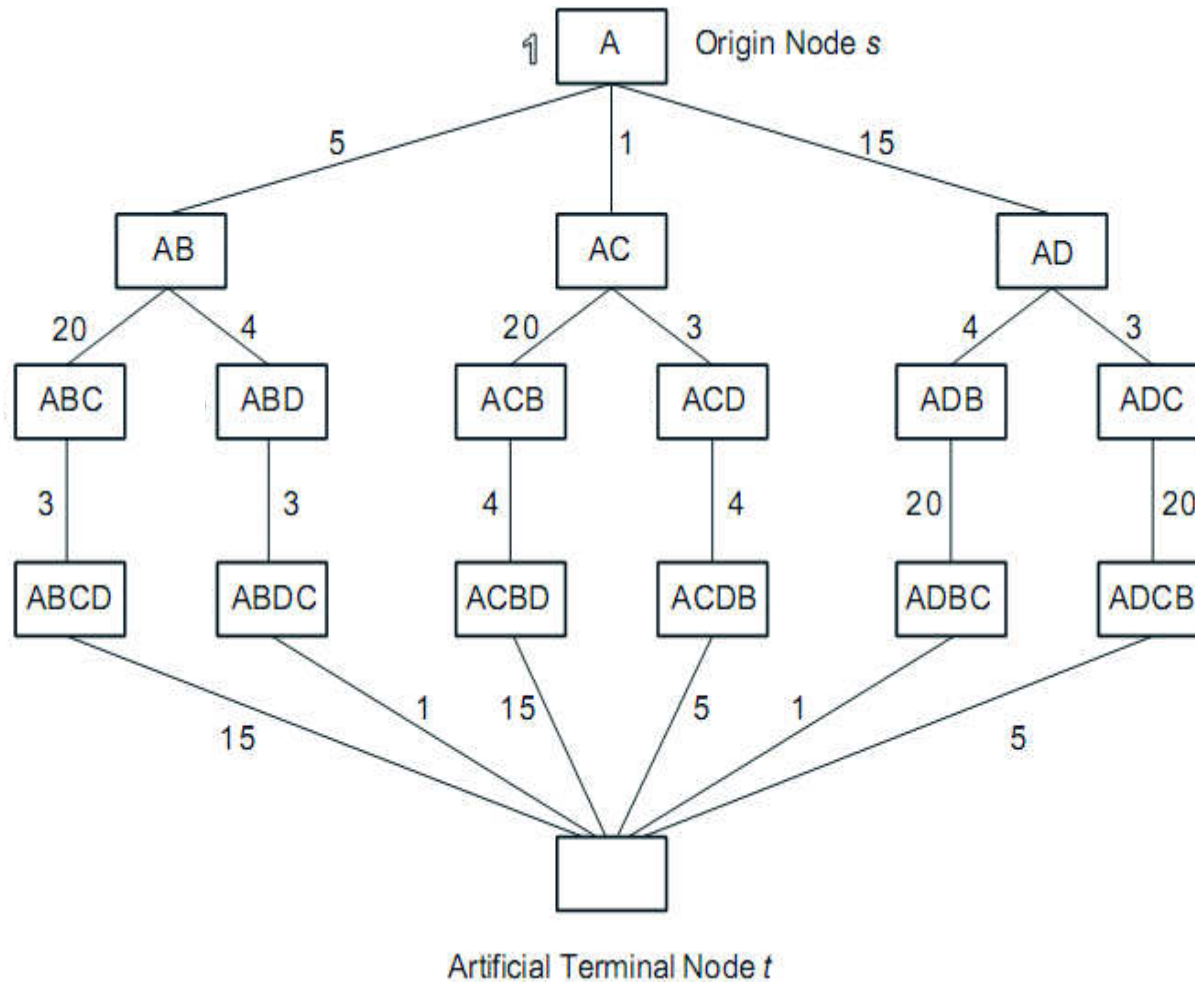 1 A Origin Node s
5 1 15
AB AC AD
20 4 20 3 4 3
ABC ABD ACB ACD ADB ADC
3 3 4 4 20 20
ABCD ABDC ACBD ACDB ADBC ADCB
15 1 15 5 1 5
Artificial Terminal Node t